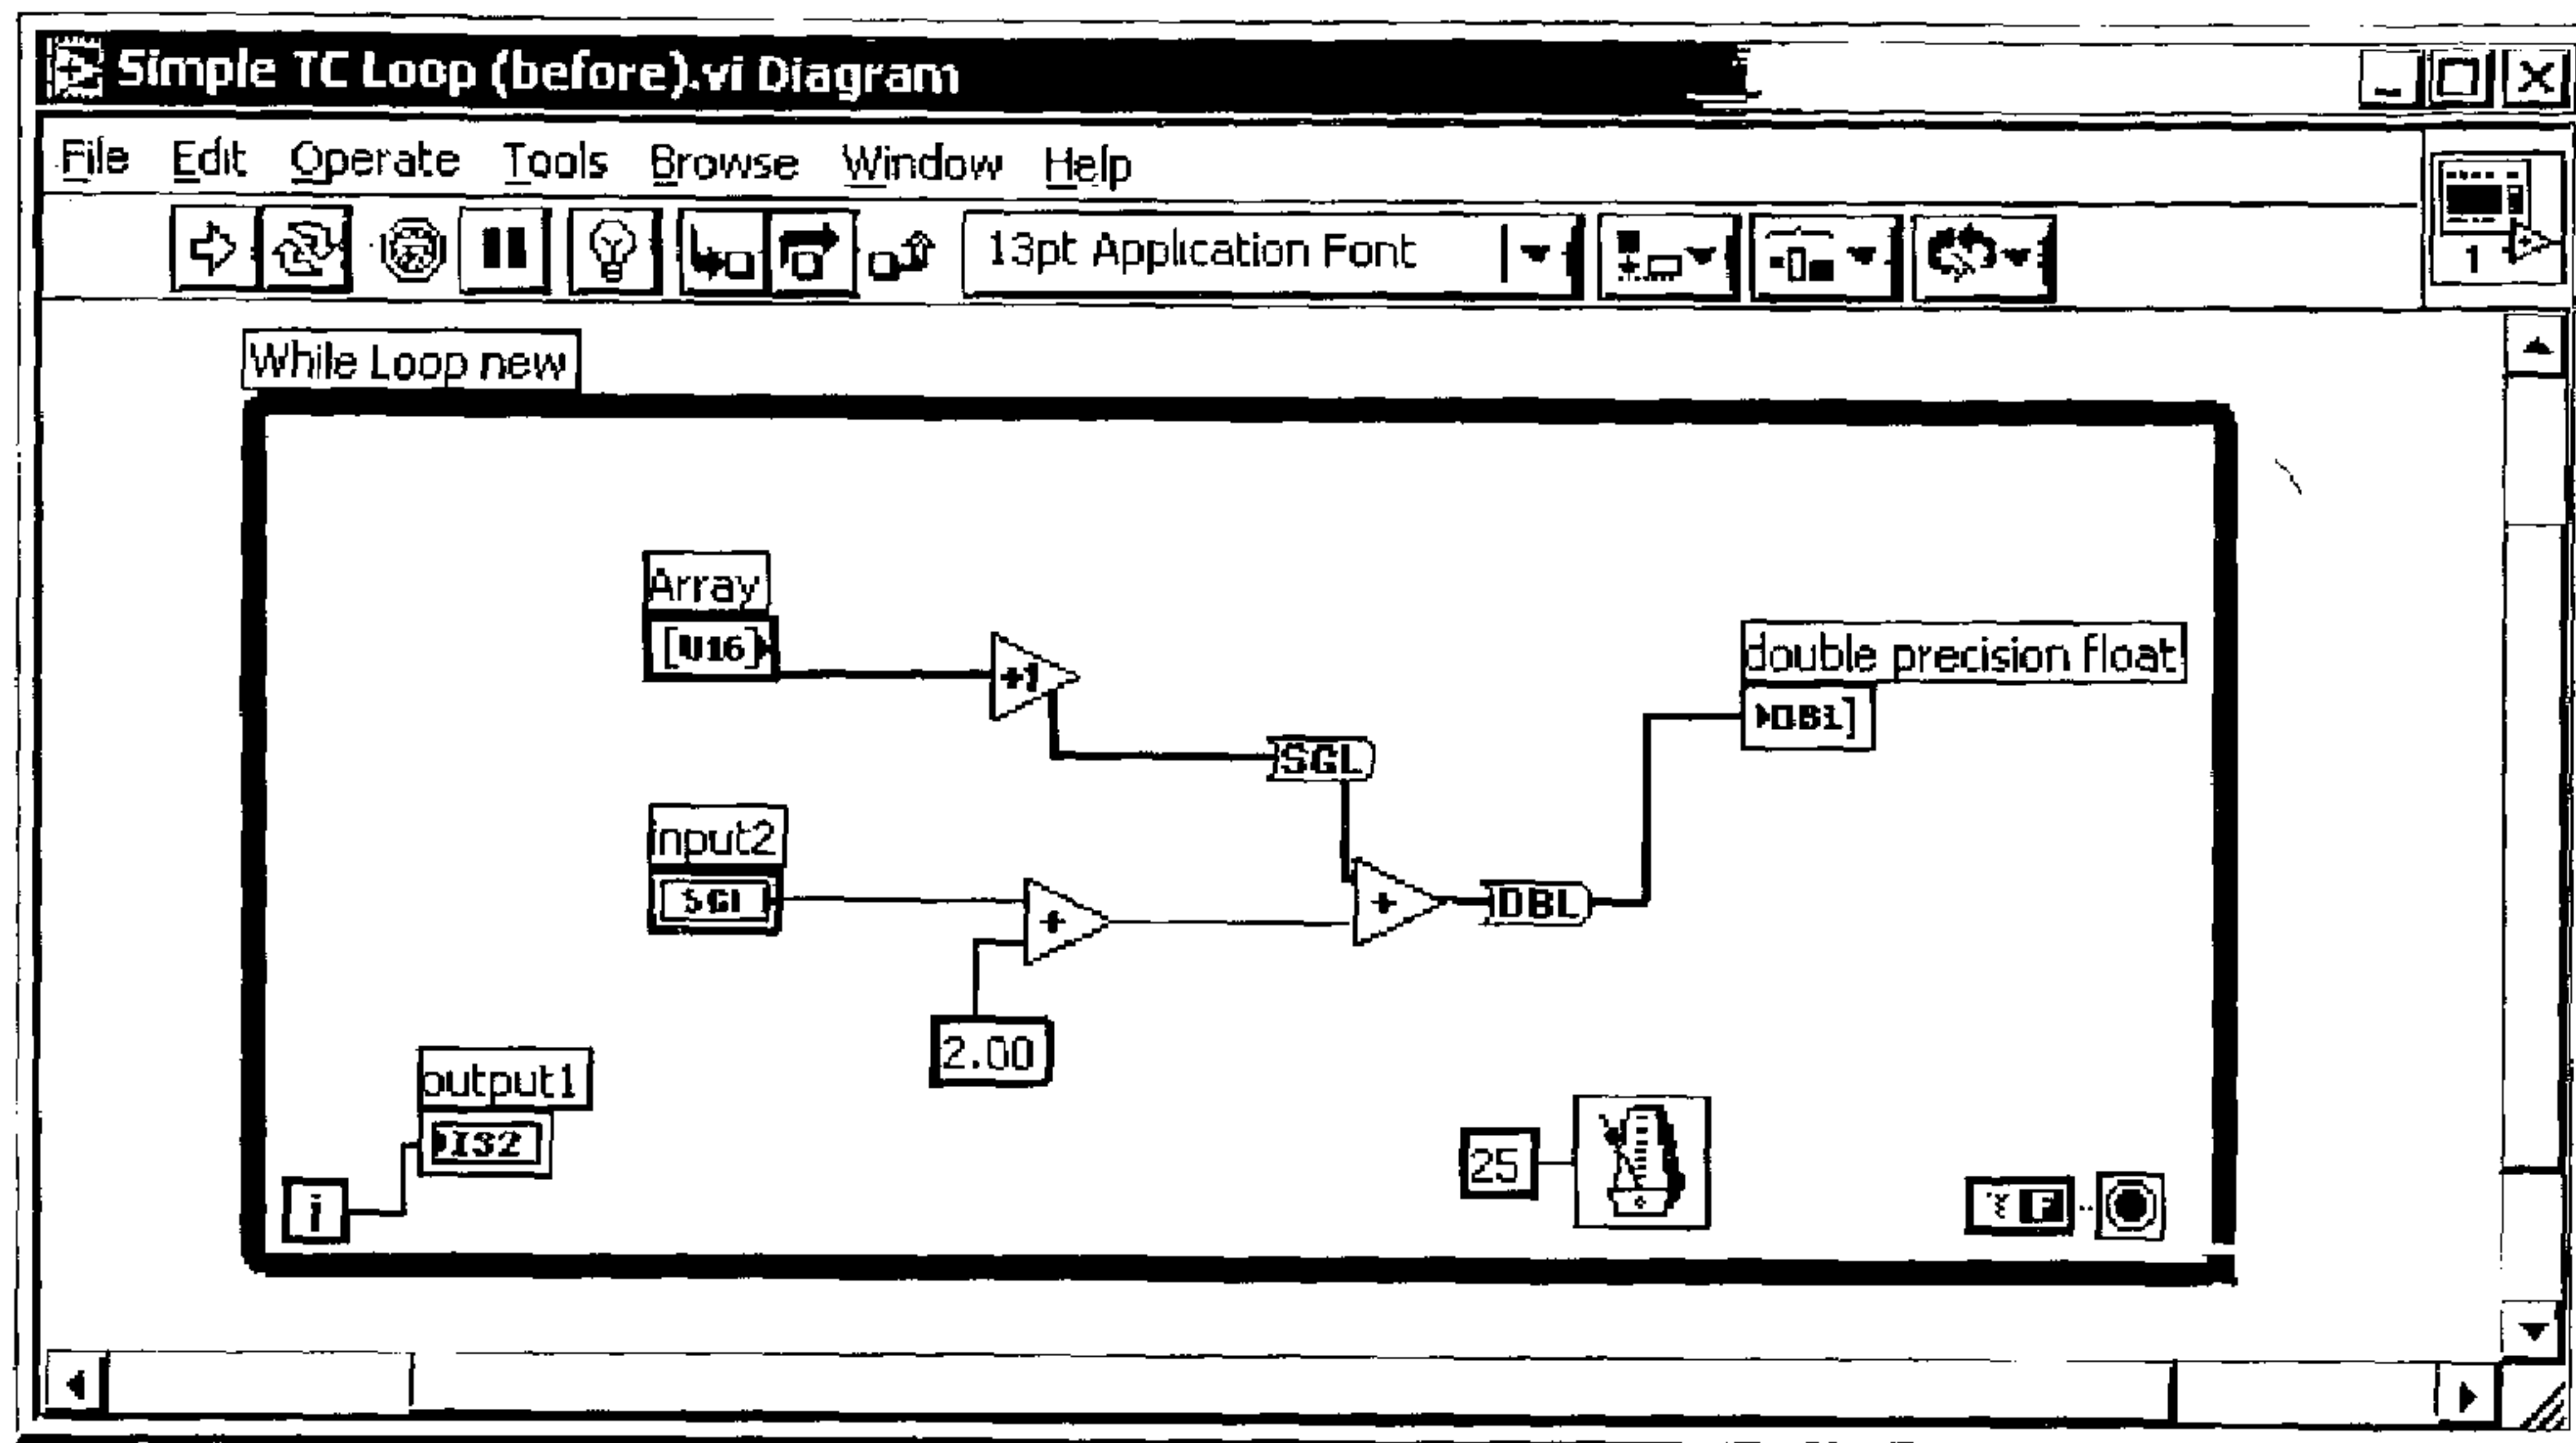 Simple TC Loop (before).vi Diagram
File Edit Operate Tools Browse Window Help
13pt Application Font
1
While Loop new
Array
[U16]
+1
double precision float
DBL]
SGL
input2
SGL
+
+
DBL
2.00
output1
I32
25
i
F